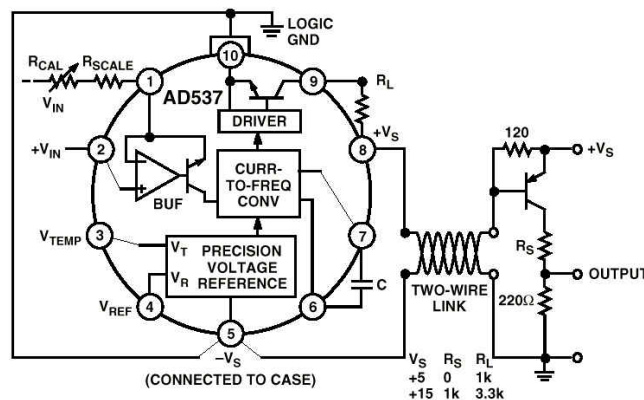 LOGIC
GND
R_CAL R_SCALE
V_IN
AD537
1
10
9
R_L
+V_S
DRIVER
8
+V_IN
2
BUF
CURR-
TO-FREQ
CONV
120
+V_S
V_TEMP
3
V_T
V_R
PRECISION
VOLTAGE
REFERENCE
7
C
R_S
TWO-WIRE
LINK
OUTPUT
220Ω
V_REF
4
5
6
–V_S
(CONNECTED TO CASE)
V_S R_S R_L
+5 0 1k
+15 1k 3.3k